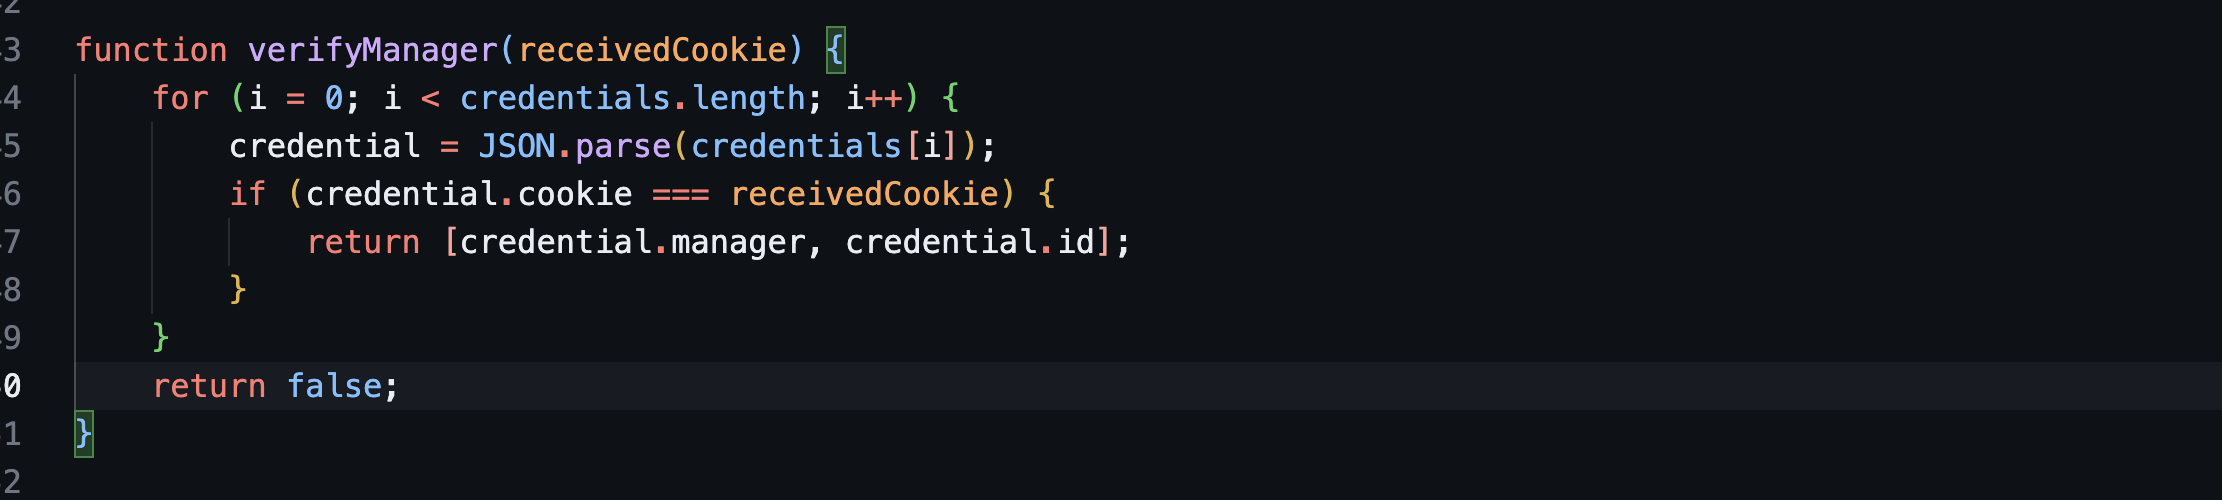 2
3 function verifyManager(receivedCookie) {
4 for (i = 0; i < credentials.length; i++) {
5 credential = JSON.parse(credentials[i]);
6 if (credential.cookie === receivedCookie) {
7 return [credential.manager, credential.id];
8 }
9 }
0 return false;
1 }
2